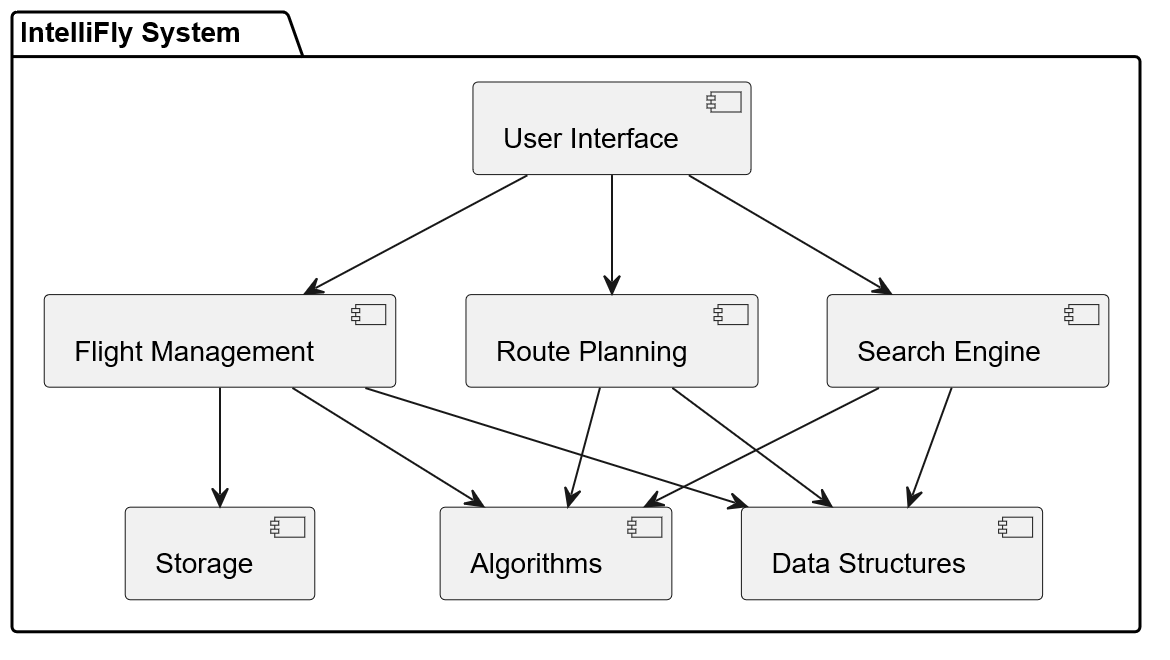 IntelliFly System
User Interface
Flight Management
Route Planning
Search Engine
Storage
Algorithms
Data Structures